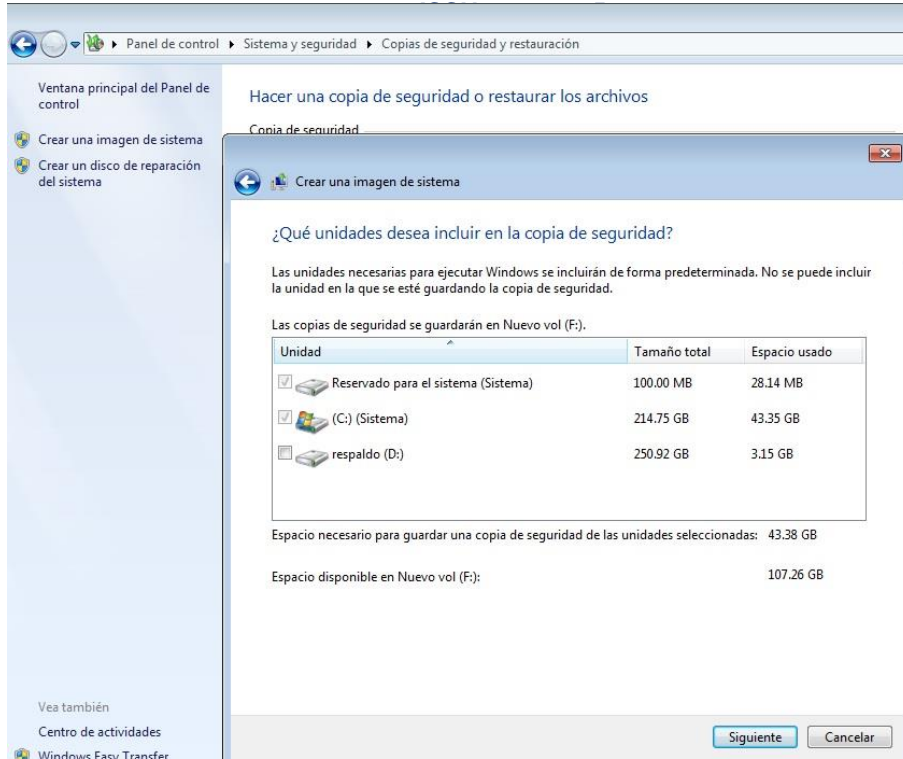 Panel de control ▸ Sistema y seguridad ▸ Copias de seguridad y restauración
Ventana principal del Panel de
control
Crear una imagen de sistema
Crear un disco de reparación
del sistema
Hacer una copia de seguridad o restaurar los archivos
Copia de seguridad
Crear una imagen de sistema
¿Qué unidades desea incluir en la copia de seguridad?
Las unidades necesarias para ejecutar Windows se incluirán de forma predeterminada. No se puede incluir
la unidad en la que se esté guardando la copia de seguridad.
Las copias de seguridad se guardarán en Nuevo vol (F:).
Unidad Tamaño total Espacio usado
Reservado para el sistema (Sistema) 100.00 MB 28.14 MB
(C:) (Sistema) 214.75 GB 43.35 GB
respaldo (D:) 250.92 GB 3.15 GB
Espacio necesario para guardar una copia de seguridad de las unidades seleccionadas: 43.38 GB
Espacio disponible en Nuevo vol (F:): 107.26 GB
Vea también
Centro de actividades
Windows Easy Transfer
Siguiente Cancelar